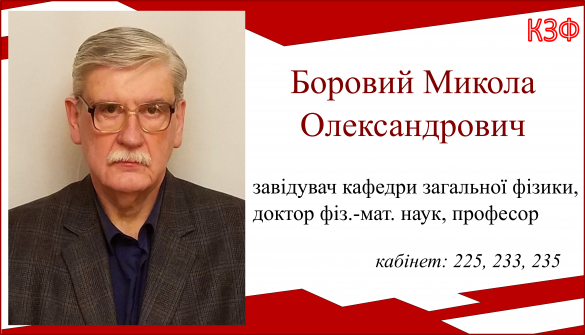 КЗФ
Боровий Микола
Олександрович
завідувач кафедри загальної фізики,
доктор фіз.-мат. наук, професор
кабінет: 225, 233, 235